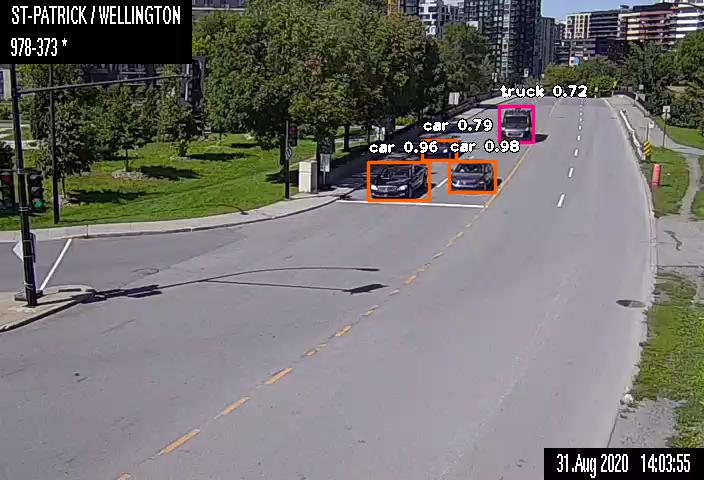 ST-PATRICK / WELLINGTON
978-373 *
truck 0.72
car 0.79
car 0.96
car 0.98
31.Aug 2020 14:03:55